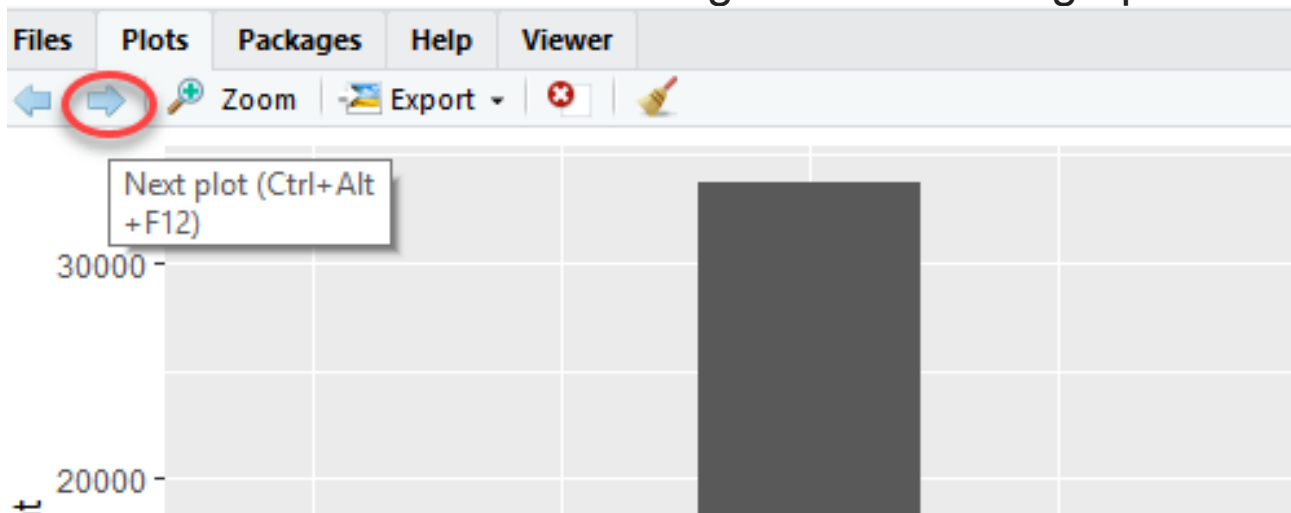 Files Plots Packages Help Viewer
Zoom Export
Next plot (Ctrl+Alt
+F12)
30000
20000